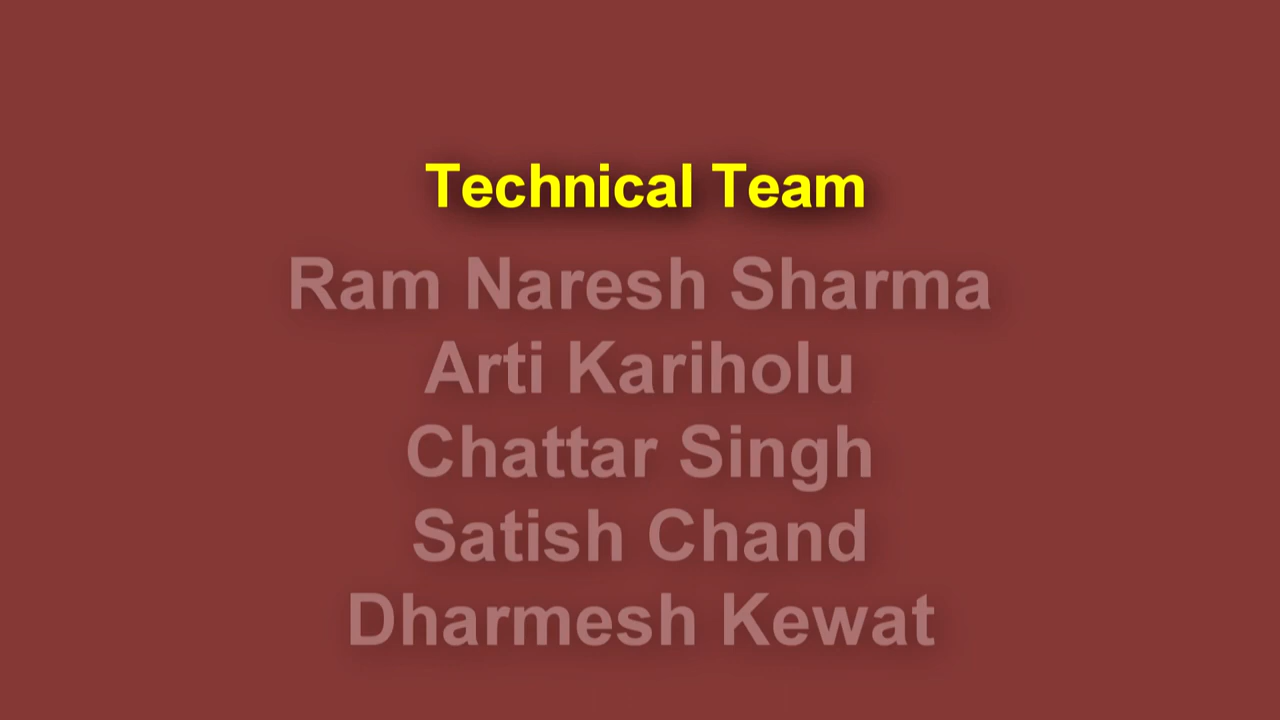 Technical Team
Ram Naresh Sharma
Arti Kariholu
Chattar Singh
Satish Chand
Dharmesh Kewat